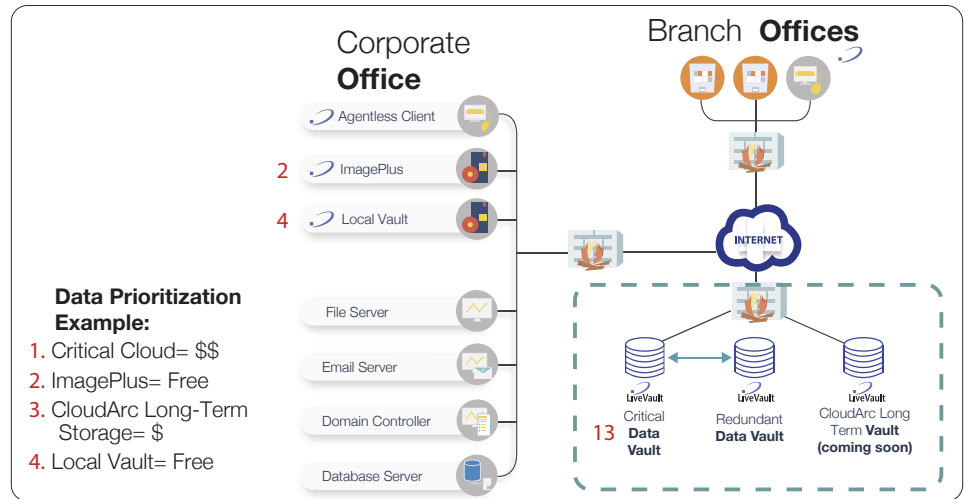 Corporate
Office
Branch Offices
Agentless Client
2 ImagePlus
4 Local Vault
INTERNET
File Server
Email Server
Domain Controller
Database Server
Data Prioritization
Example:
1. Critical Cloud= $$
2. ImagePlus= Free
3. CloudArc Long-Term
Storage= $
4. Local Vault= Free
LiveVault
LiveVault
LiveVault
13
Critical
Data
Vault
Redundant
Data Vault
CloudArc Long
Term Vault
(coming soon)